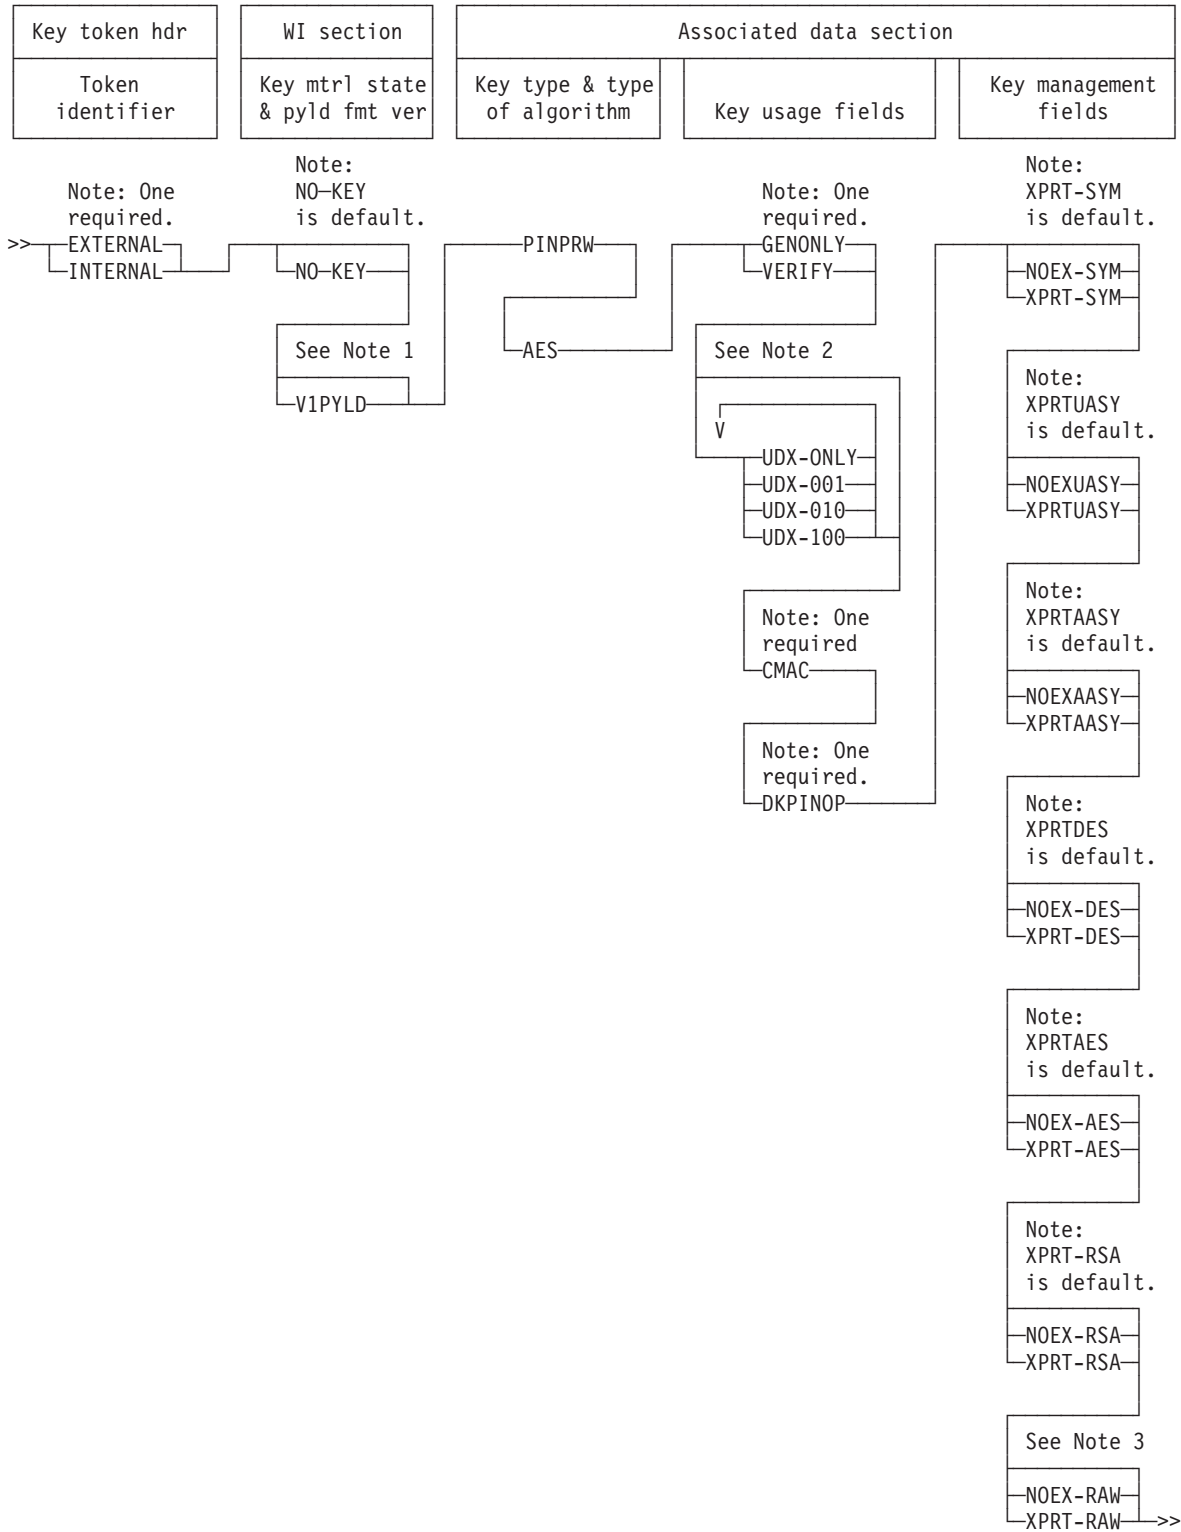 Key token hdr
WI section
Associated data section
Token
identifier
Key mtrl state
& pyld fmt ver
Key type & type
of algorithm
Key usage fields
Key management
fields
Note: One
required.
>>
EXTERNAL
INTERNAL
Note:
NO-KEY
is default.
NO-KEY
See Note 1
V1PYLD
PINPRW
AES
Note: One
required.
GENONLY
VERIFY
See Note 2
V
UDX-ONLY
UDX-001
UDX-010
UDX-100
Note: One
required
CMAC
Note: One
required.
DKPINOP
Note:
XPRT-SYM
is default.
NOEX-SYM
XPRT-SYM
Note:
XPRTUASY
is default.
NOEXUASY
XPRTUASY
Note:
XPRTAASY
is default.
NOEXAASY
XPRTAASY
Note:
XPRTDES
is default.
NOEX-DES
XPRT-DES
Note:
XPRTAES
is default.
NOEX-AES
XPRT-AES
Note:
XPRT-RSA
is default.
NOEX-RSA
XPRT-RSA
See Note 3
NOEX-RAW
XPRT-RAW
>>